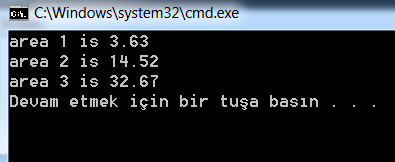 C:\Windows\system32\cmd.exe
area 1 is 3.63
area 2 is 14.52
area 3 is 32.67
Devam etmek için bir tuşa basın . . .